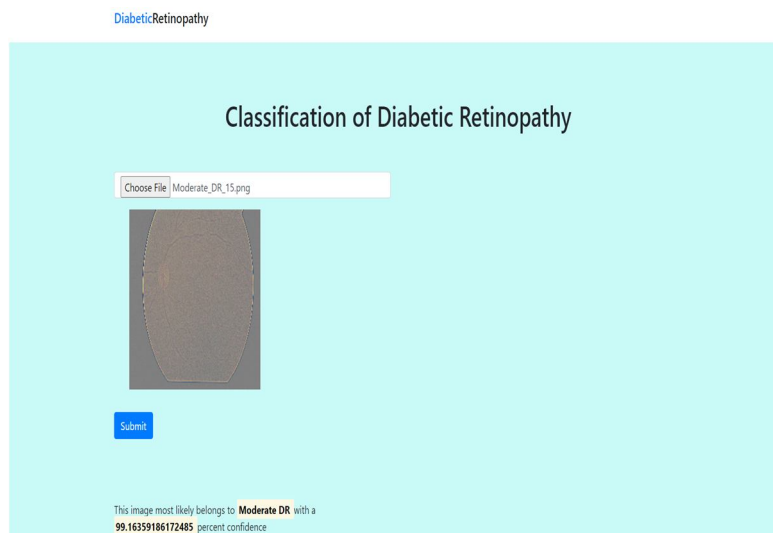 DiabeticRetinopathy
Classification of Diabetic Retinopathy
Choose File Moderate_DR_15.png
Submit
This image most likely belongs to Moderate DR with a
99.16359186172485 percent confidence